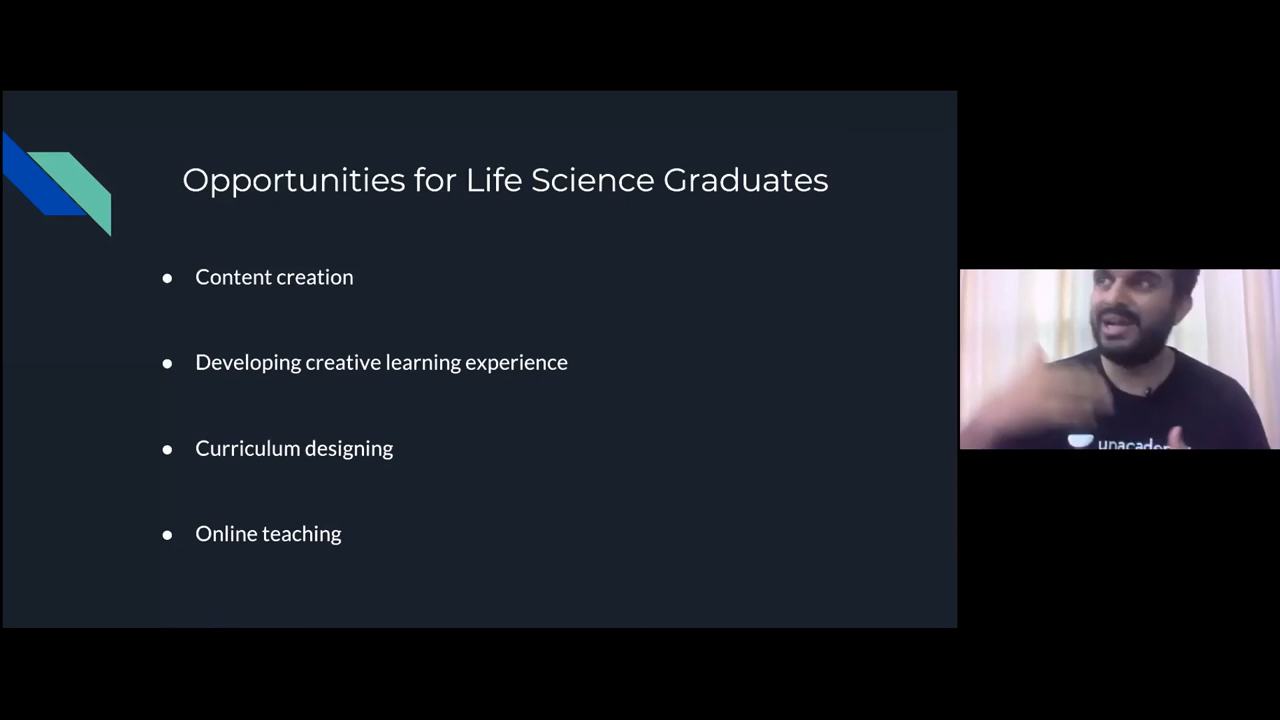 Opportunities for Life Science Graduates
Content creation
Developing creative learning experience
Curriculum designing
Online teaching